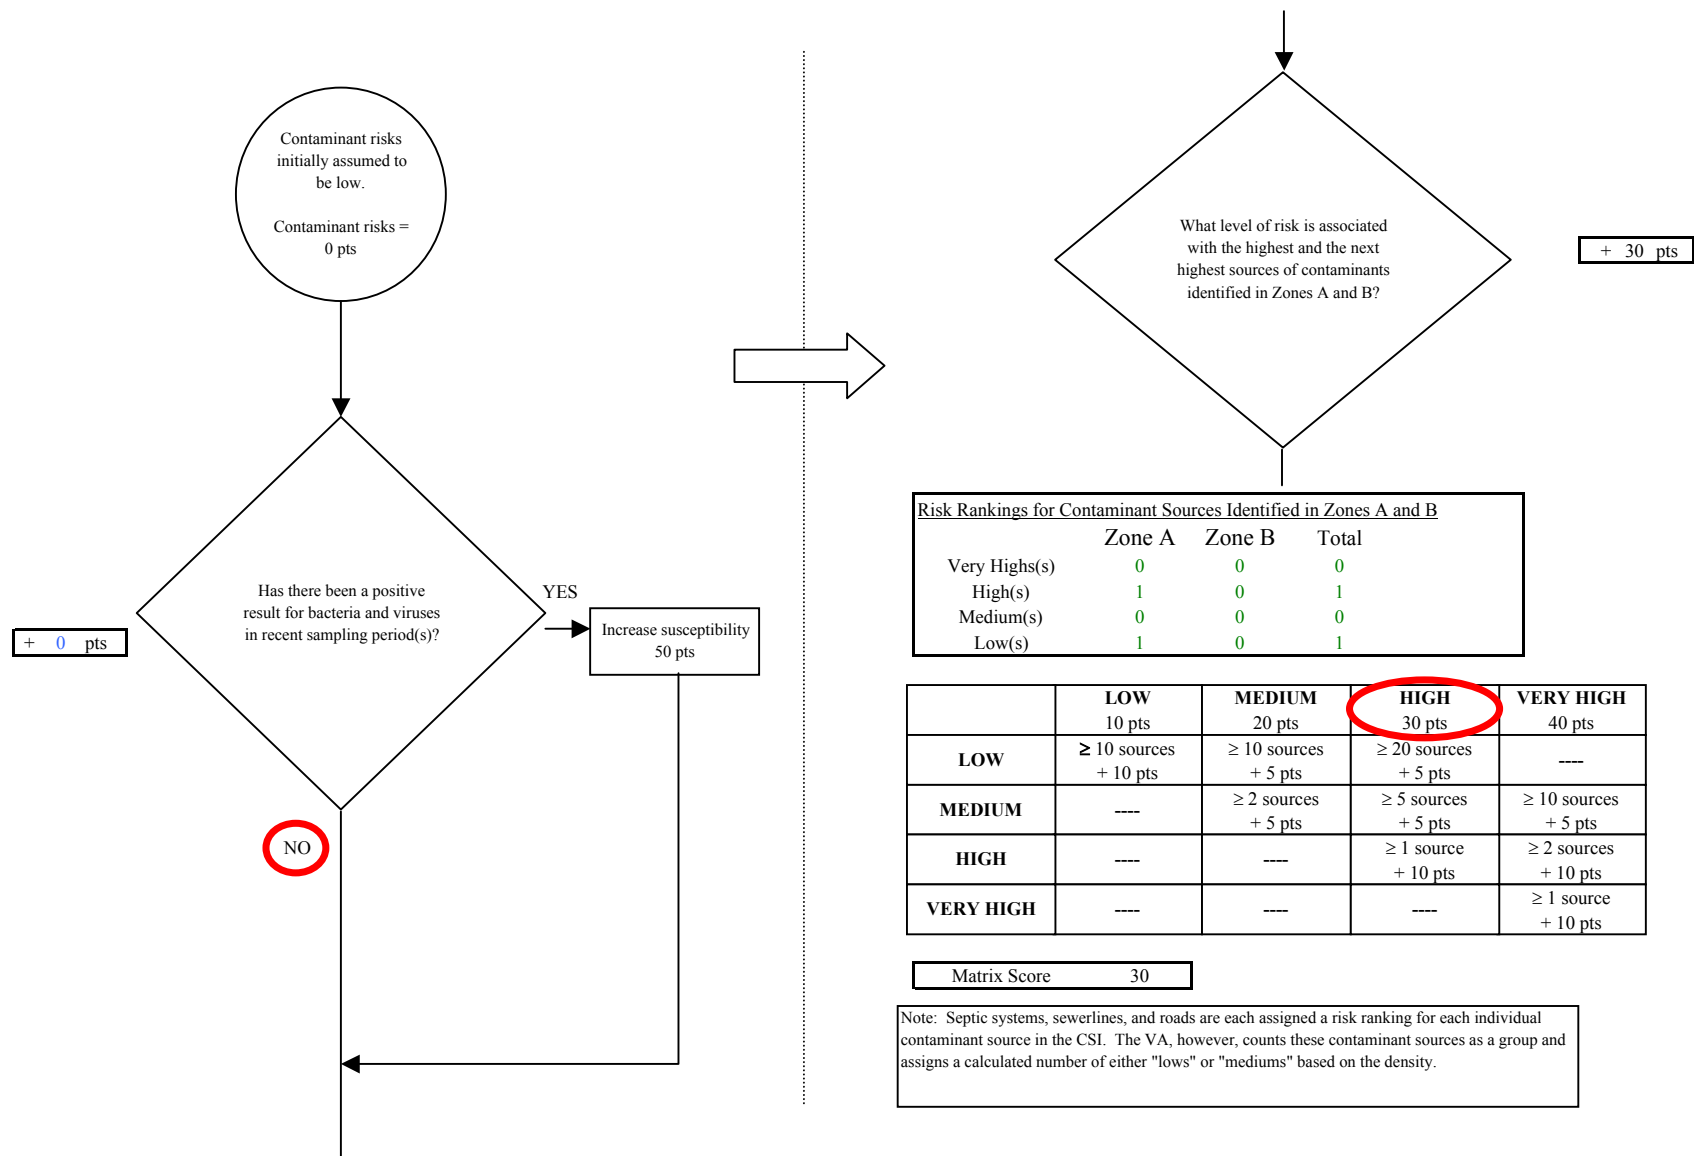 Contaminant risks
initially assumed to
be low.
Contaminant risks =
0 pts
Has there been a positive
result for bacteria and viruses
in recent sampling period(s)?
+ 0 pts
YES
Increase susceptibility
50 pts
NO
What level of risk is associated
with the highest and the next
highest sources of contaminants
identified in Zones A and B?
+ 30 pts
Risk Rankings for Contaminant Sources Identified in Zones A and B
Zone A Zone B Total
Very Highs(s) 0 0 0
High(s) 1 0 1
Medium(s) 0 0 0
Low(s) 1 0 1
LOW MEDIUM HIGH VERY HIGH
10 pts 20 pts 30 pts 40 pts
LOW ≥ 10 sources ≥ 10 sources ≥ 20 sources ----
+ 10 pts + 5 pts + 5 pts
MEDIUM ---- ≥ 2 sources ≥ 5 sources ≥ 10 sources
+ 5 pts + 5 pts + 5 pts
HIGH ---- ---- ≥ 1 source ≥ 2 sources
+ 10 pts + 10 pts
VERY HIGH ---- ---- ---- ≥ 1 source
+ 10 pts
Matrix Score 30
Note: Septic systems, sewerlines, and roads are each assigned a risk ranking for each individual
contaminant source in the CSI. The VA, however, counts these contaminant sources as a group and
assigns a calculated number of either "lows" or "mediums" based on the density.